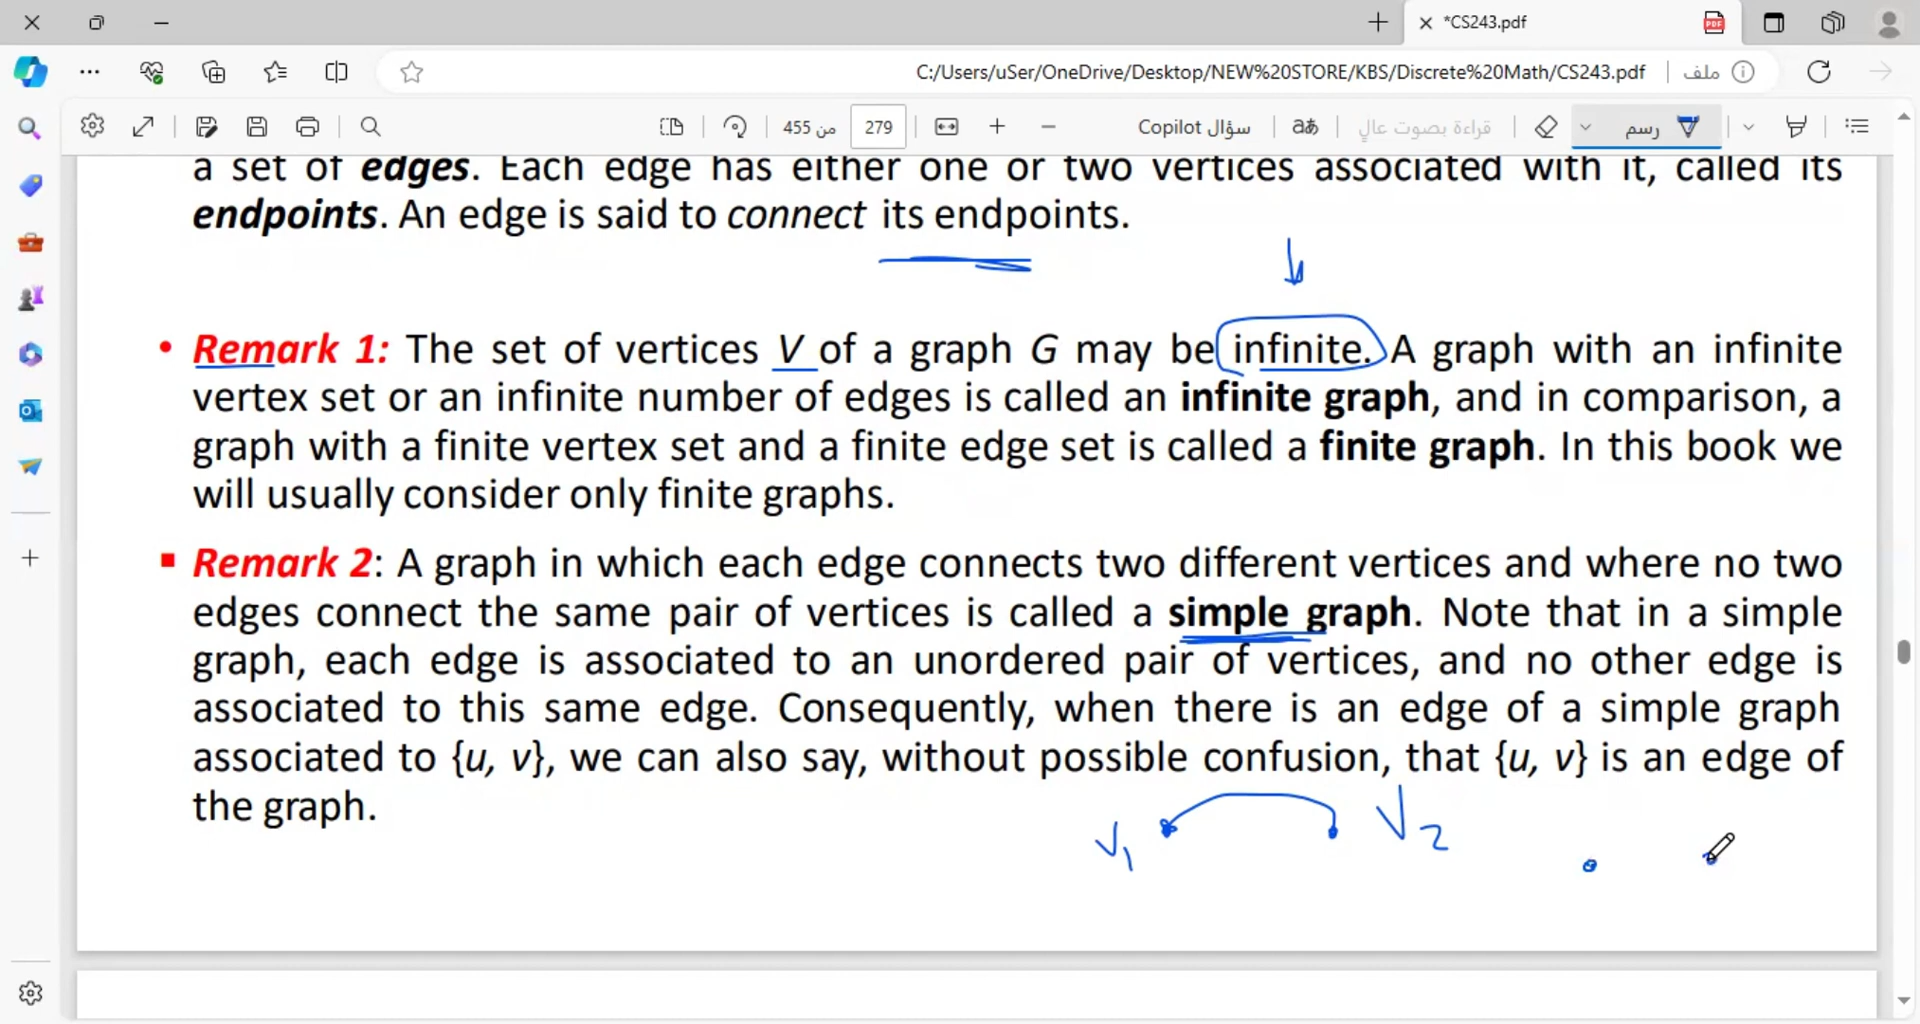 *CS243.pdf
C:/Users/uSer/OneDrive/Desktop/NEW%20STORE/KBS/Discrete%20Math/CS243.pdf
ملف
455 من
279
سؤال Copilot
aあ
قراءة بصوت عالٍ
رسم
a set of edges. Each edge has either one or two vertices associated with it, called its
endpoints. An edge is said to connect its endpoints.
• Remark 1: The set of vertices V of a graph G may be infinite. A graph with an infinite
vertex set or an infinite number of edges is called an infinite graph, and in comparison, a
graph with a finite vertex set and a finite edge set is called a finite graph. In this book we
will usually consider only finite graphs.
▪ Remark 2: A graph in which each edge connects two different vertices and where no two
edges connect the same pair of vertices is called a simple graph. Note that in a simple
graph, each edge is associated to an unordered pair of vertices, and no other edge is
associated to this same edge. Consequently, when there is an edge of a simple graph
associated to {u, v}, we can also say, without possible confusion, that {u, v} is an edge of
the graph.
V1 V2